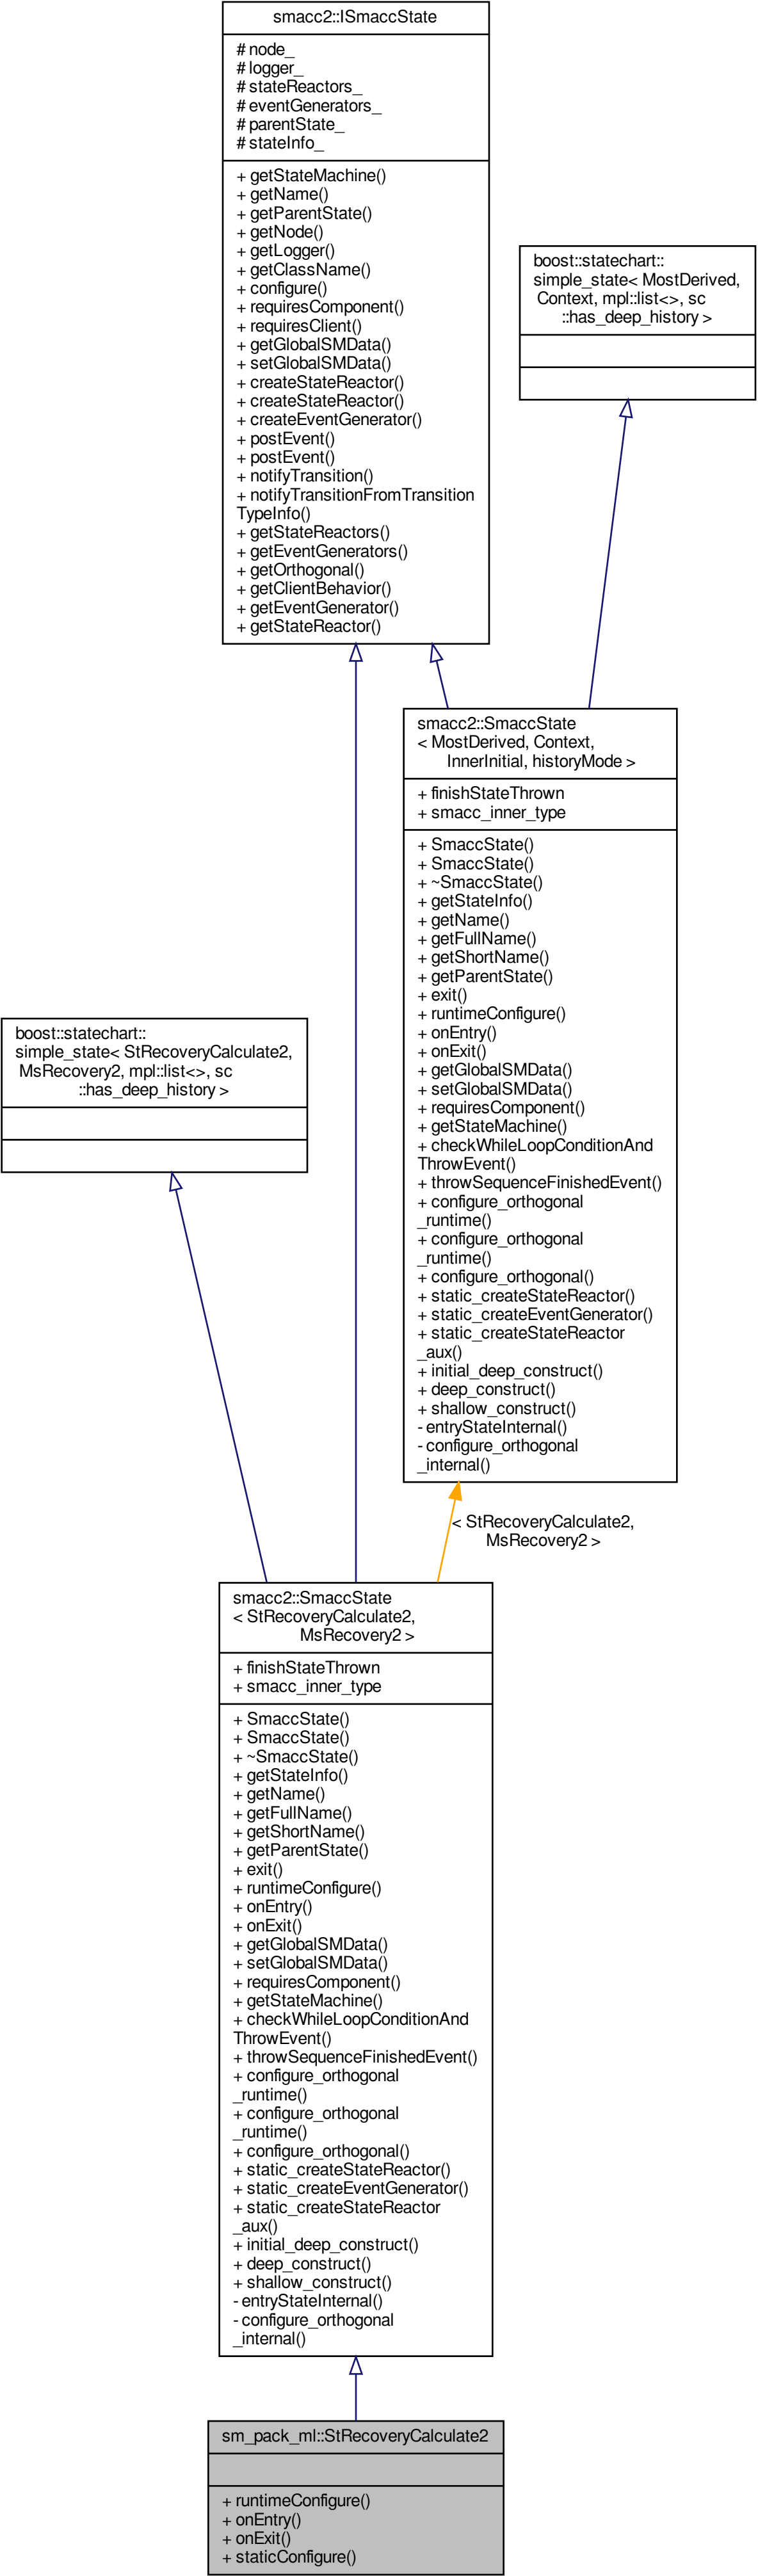 smacc2::ISmaccState
# node_
# logger_
# stateReactors_
# eventGenerators_
# parentState_
# stateInfo_
+ getStateMachine()
+ getName()
+ getParentState()
+ getNode()
+ getLogger()
+ getClassName()
+ configure()
+ requiresComponent()
+ requiresClient()
+ getGlobalSMData()
+ setGlobalSMData()
+ createStateReactor()
+ createStateReactor()
+ createEventGenerator()
+ postEvent()
+ postEvent()
+ notifyTransition()
+ notifyTransitionFromTransition
TypeInfo()
+ getStateReactors()
+ getEventGenerators()
+ getOrthogonal()
+ getClientBehavior()
+ getEventGenerator()
+ getStateReactor()
boost::statechart::
simple_state< MostDerived,
Context, mpl::list<>, sc
::has_deep_history >
smacc2::SmaccState
< MostDerived, Context,
InnerInitial, historyMode >
+ finishStateThrown
+ smacc_inner_type
+ SmaccState()
+ SmaccState()
+ ~SmaccState()
+ getStateInfo()
+ getName()
+ getFullName()
+ getShortName()
+ getParentState()
+ exit()
+ runtimeConfigure()
+ onEntry()
+ onExit()
+ getGlobalSMData()
+ setGlobalSMData()
+ requiresComponent()
+ getStateMachine()
+ checkWhileLoopConditionAnd
ThrowEvent()
+ throwSequenceFinishedEvent()
+ configure_orthogonal
_runtime()
+ configure_orthogonal
_runtime()
+ configure_orthogonal()
+ static_createStateReactor()
+ static_createEventGenerator()
+ static_createStateReactor
_aux()
+ initial_deep_construct()
+ deep_construct()
+ shallow_construct()
- entryStateInternal()
- configure_orthogonal
_internal()
boost::statechart::
simple_state< StRecoveryCalculate2,
MsRecovery2, mpl::list<>, sc
::has_deep_history >
< StRecoveryCalculate2,
MsRecovery2 >
smacc2::SmaccState
< StRecoveryCalculate2,
MsRecovery2 >
+ finishStateThrown
+ smacc_inner_type
+ SmaccState()
+ SmaccState()
+ ~SmaccState()
+ getStateInfo()
+ getName()
+ getFullName()
+ getShortName()
+ getParentState()
+ exit()
+ runtimeConfigure()
+ onEntry()
+ onExit()
+ getGlobalSMData()
+ setGlobalSMData()
+ requiresComponent()
+ getStateMachine()
+ checkWhileLoopConditionAnd
ThrowEvent()
+ throwSequenceFinishedEvent()
+ configure_orthogonal
_runtime()
+ configure_orthogonal
_runtime()
+ configure_orthogonal()
+ static_createStateReactor()
+ static_createEventGenerator()
+ static_createStateReactor
_aux()
+ initial_deep_construct()
+ deep_construct()
+ shallow_construct()
- entryStateInternal()
- configure_orthogonal
_internal()
sm_pack_ml::StRecoveryCalculate2
+ runtimeConfigure()
+ onEntry()
+ onExit()
+ staticConfigure()